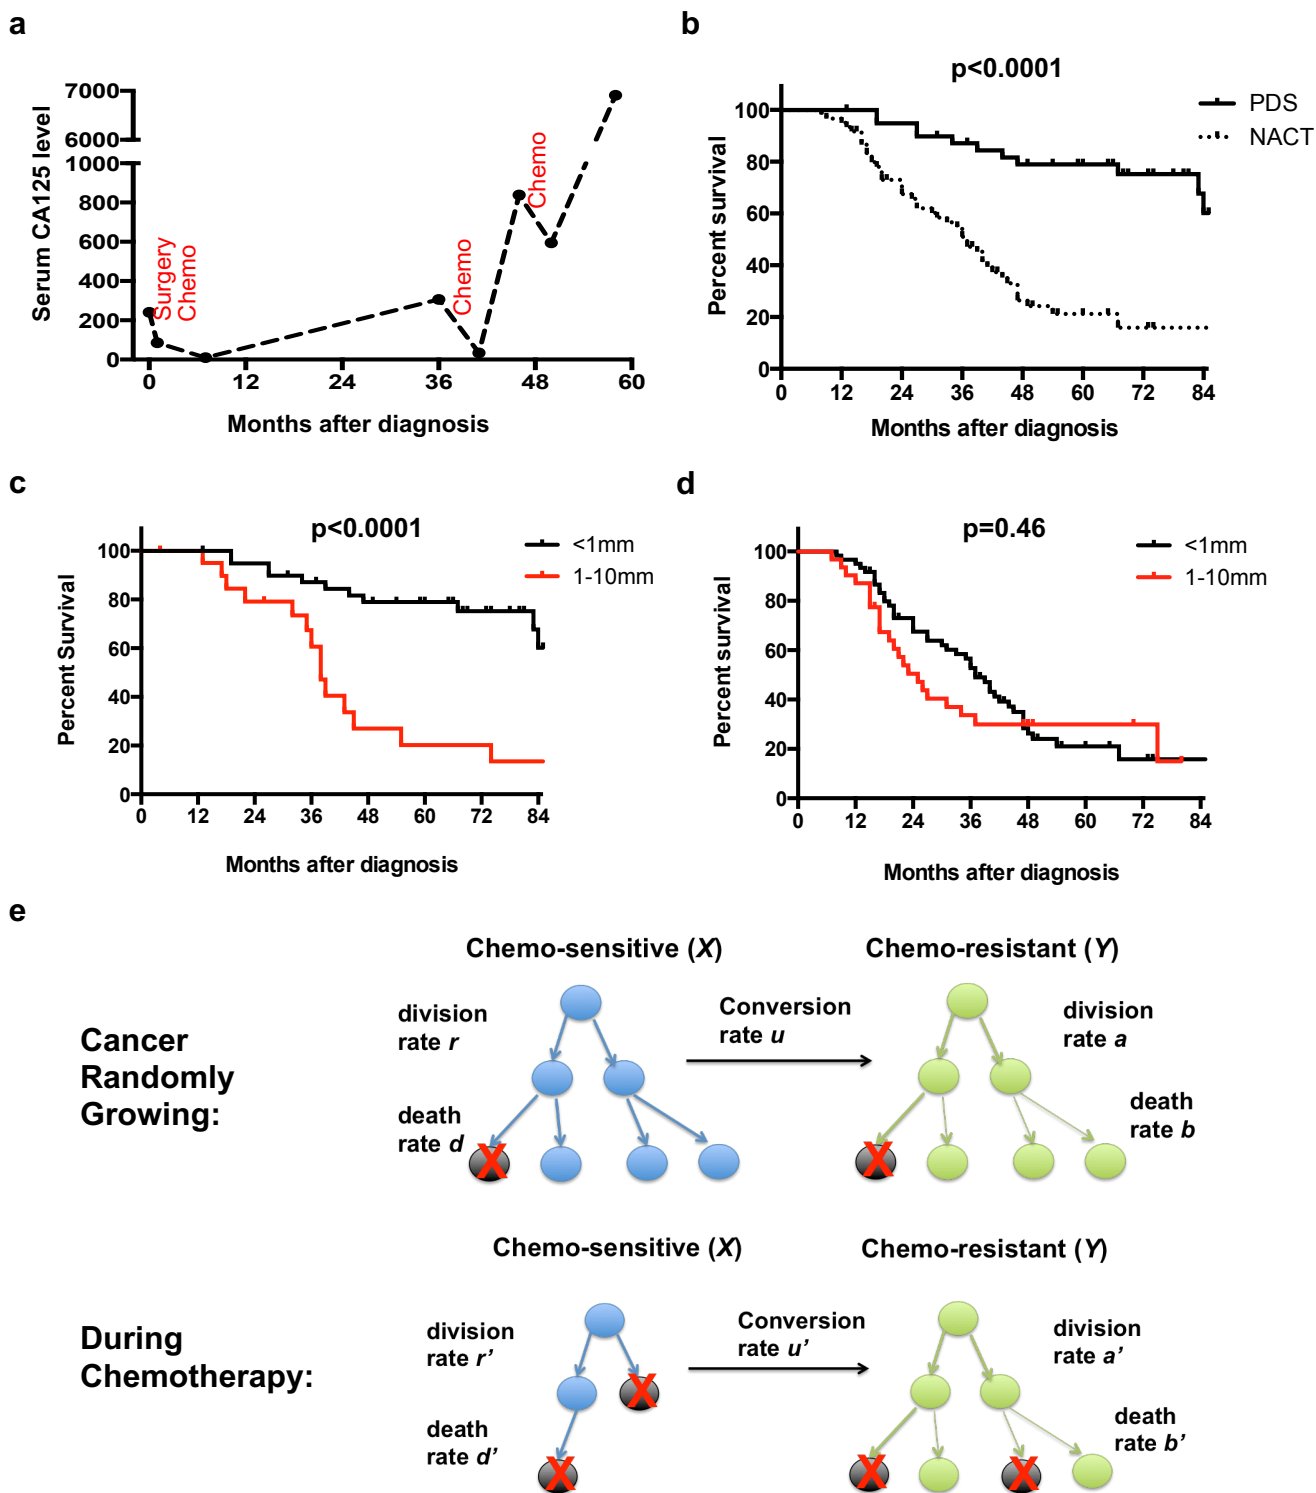 a
7000
6000
1000
800
600
400
200
0
Serum CA125 level
Surgery
Chemo
Chemo
Chemo
0 12 24 36 48 60
Months after diagnosis
b
p<0.0001
PDS
NACT
100
80
60
40
20
0
Percent survival
0 12 24 36 48 60 72 84
Months after diagnosis
c
p<0.0001
<1mm
1-10mm
100
80
60
40
20
0
Percent Survival
0 12 24 36 48 60 72 84
Months after diagnosis
d
p=0.46
<1mm
1-10mm
100
80
60
40
20
0
Percent survival
0 12 24 36 48 60 72 84
Months after diagnosis
e
Chemo-sensitive (X)
Chemo-resistant (Y)
Cancer
Randomly
Growing:
division
rate r
death
rate d
X
Conversion
rate u
division
rate a
death
rate b
X
Chemo-sensitive (X)
Chemo-resistant (Y)
During
Chemotherapy:
division
rate r’
death
rate d’
X
X
Conversion
rate u’
division
rate a’
death
rate b’
X
X